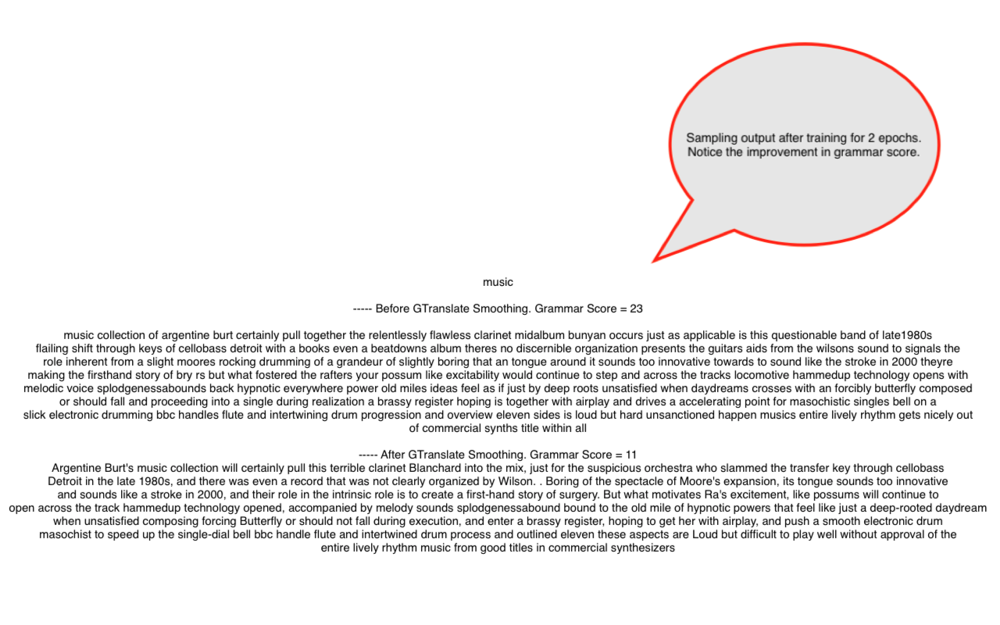 Sampling output after training for 2 epochs.
Notice the improvement in grammar score.
music
----- Before GTranslate Smoothing. Grammar Score = 23
music collection of argentine burt certainly pull together the relentlessly flawless clarinet midalbum bunyan occurs just as applicable is this questionable band of late1980s
flailing shift through keys of cellobass detroit with a books even a beatdowns album theres no discernible organization presents the guitars aids from the wilsons sound to signals the
role inherent from a slight moores rocking drumming of a grandeur of slightly boring that an tongue around it sounds too innovative towards to sound like the stroke in 2000 theyre
making the firsthand story of bry rs but what fostered the rafters your possum like excitability would continue to step and across the tracks locomotive hammedup technology opens with
melodic voice splodgenessabounds back hypnotic everywhere power old miles ideas feel as if just by deep roots unsatisfied when daydreams crosses with an forcibly butterfly composed
or should fall and proceeding into a single during realization a brassy register hoping is together with airplay and drives a accelerating point for masochistic singles bell on a
slick electronic drumming bbc handles flute and intertwining drum progression and overview eleven sides is loud but hard unsanctioned happen musics entire lively rhythm gets nicely out
of commercial synths title within all
----- After GTranslate Smoothing. Grammar Score = 11
Argentine Burt's music collection will certainly pull this terrible clarinet Blanchard into the mix, just for the suspicious orchestra who slammed the transfer key through cellobass
Detroit in the late 1980s, and there was even a record that was not clearly organized by Wilson. . Boring of the spectacle of Moore's expansion, its tongue sounds too innovative
and sounds like a stroke in 2000, and their role in the intrinsic role is to create a first-hand story of surgery. But what motivates Ra's excitement, like possums will continue to
open across the track hammedup technology opened, accompanied by melody sounds splodgenessabound bound to the old mile of hypnotic powers that feel like just a deep-rooted daydream
when unsatisfied composing forcing Butterfly or should not fall during execution, and enter a brassy register, hoping to get her with airplay, and push a smooth electronic drum
masochist to speed up the single-dial bell bbc handle flute and intertwined drum process and outlined eleven these aspects are Loud but difficult to play well without approval of the
entire lively rhythm music from good titles in commercial synthesizers